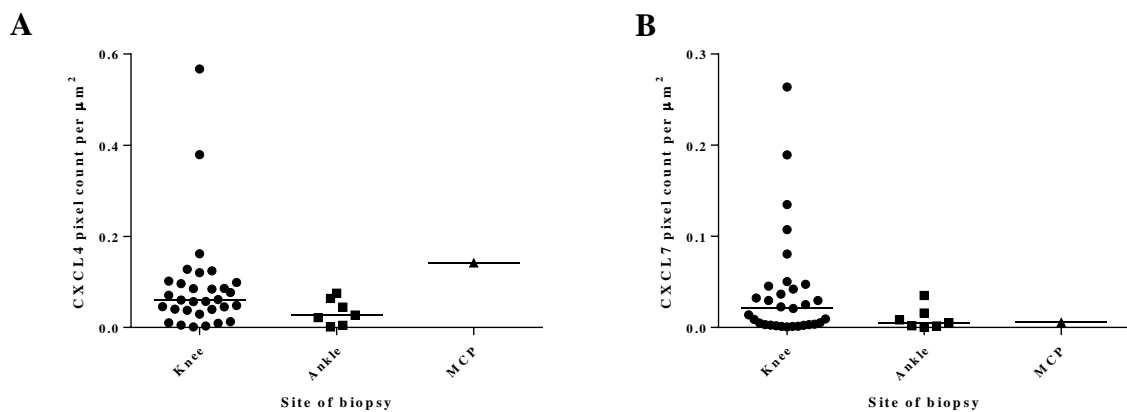 A
CXCL4 pixel count per µm²
0.6
0.4
0.2
0.0
Knee
Ankle
MCP
Site of biopsy
B
CXCL7 pixel count per µm²
0.3
0.2
0.1
0.0
Knee
Ankle
MCP
Site of biopsy